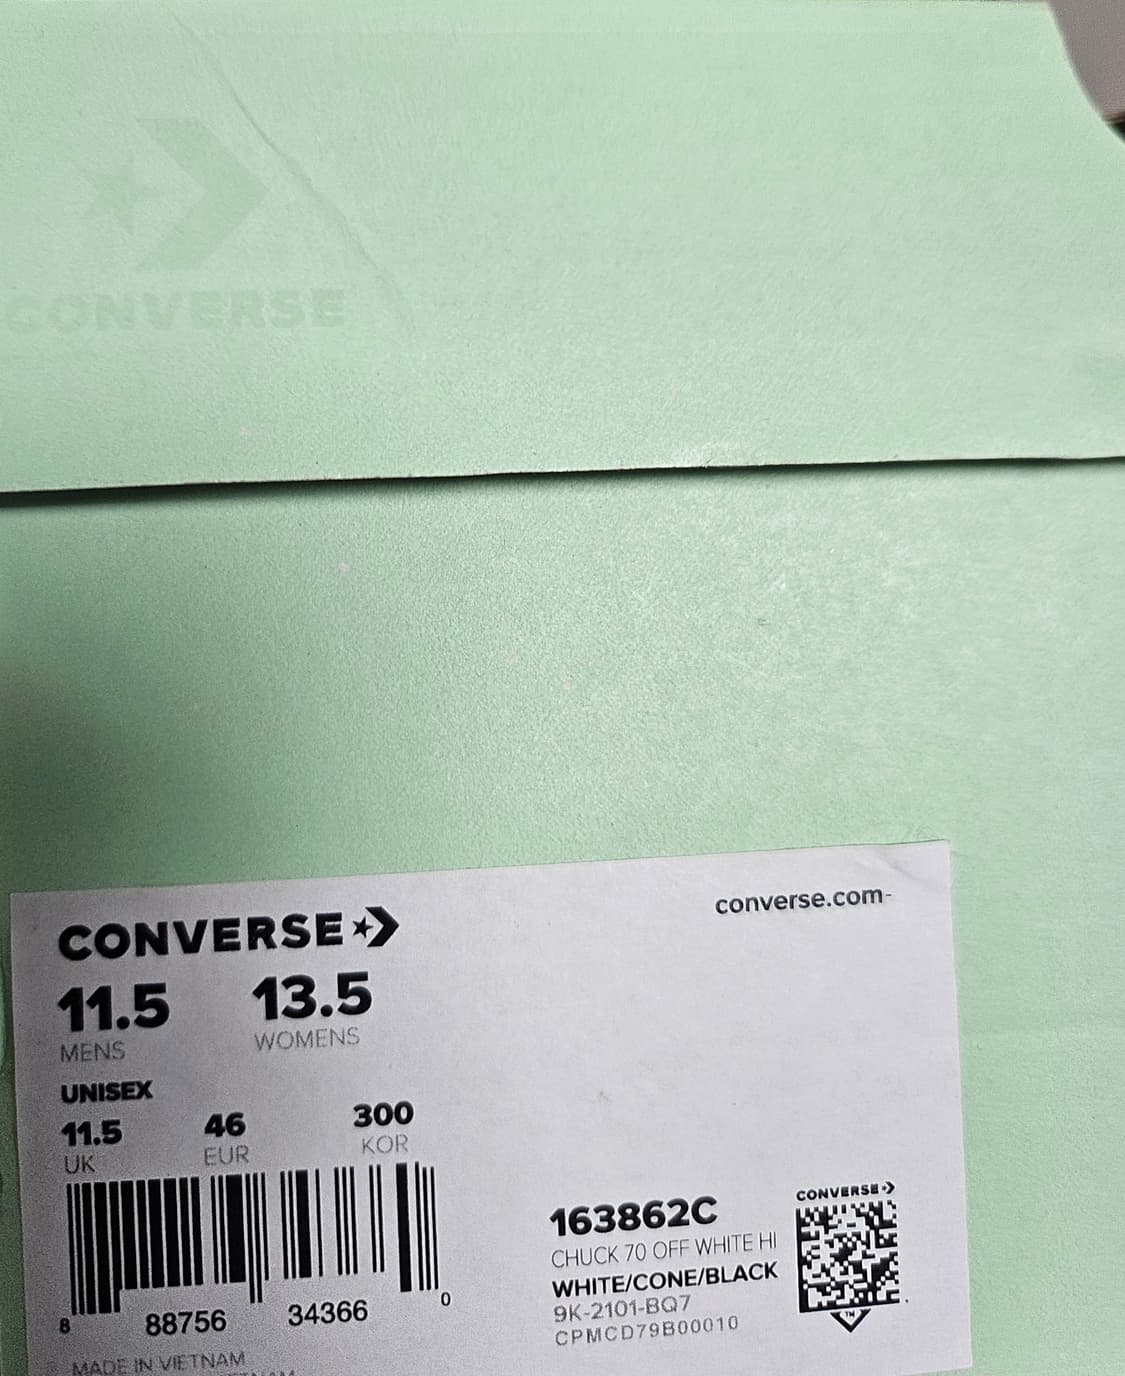 CONVERSE
CONVERSE
converse.com
11.5 13.5
MENS WOMENS
UNISEX
11.5 46 300
UK EUR KOR
8 88756 34366 0
MADE IN VIETNAM
163862C
CHUCK 70 OFF WHITE HI
WHITE/CONE/BLACK
9K-2101-BQ7
CPMCD79B00010
CONVERSE
TM